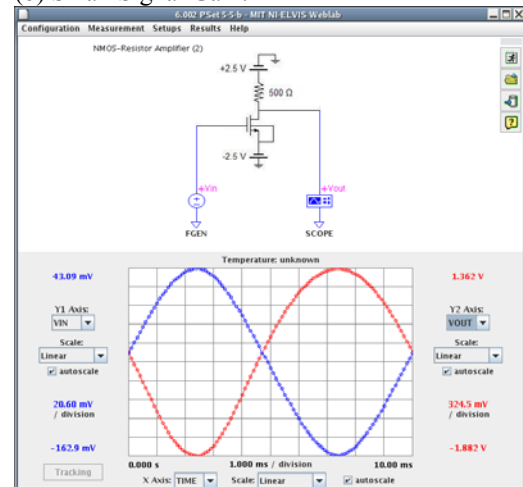 (c) Small Signal Gain:
6.002 PSet 5-5-b - MIT NI-ELVIS Weblab
Configuration Measurement Setups Results Help
NMOS-Resistor Amplifier (2)
+2.5 V
500 Ω
-2.5 V
+Vin
+Vout
FGEN
SCOPE
Temperature: unknown
43.09 mV
1.362 V
Y1 Axis:
Y2 Axis:
VIN
VOUT
Scale:
Scale:
Linear
Linear
autoscale
autoscale
20.60 mV
/ division
324.5 mV
/ division
-162.9 mV
-1.882 V
0.000 s
1.000 ms / division
10.00 ms
Tracking
X Axis: TIME Scale: Linear autoscale